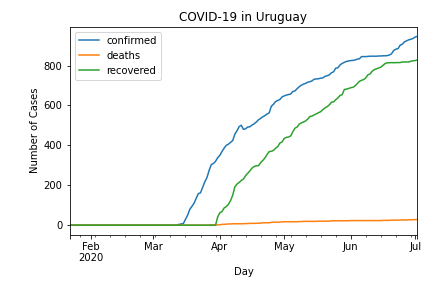 COVID-19 in Uruguay
confirmed
deaths
recovered
Number of Cases
800
600
400
200
0
Feb Mar Apr May Jun Jul
2020
Day